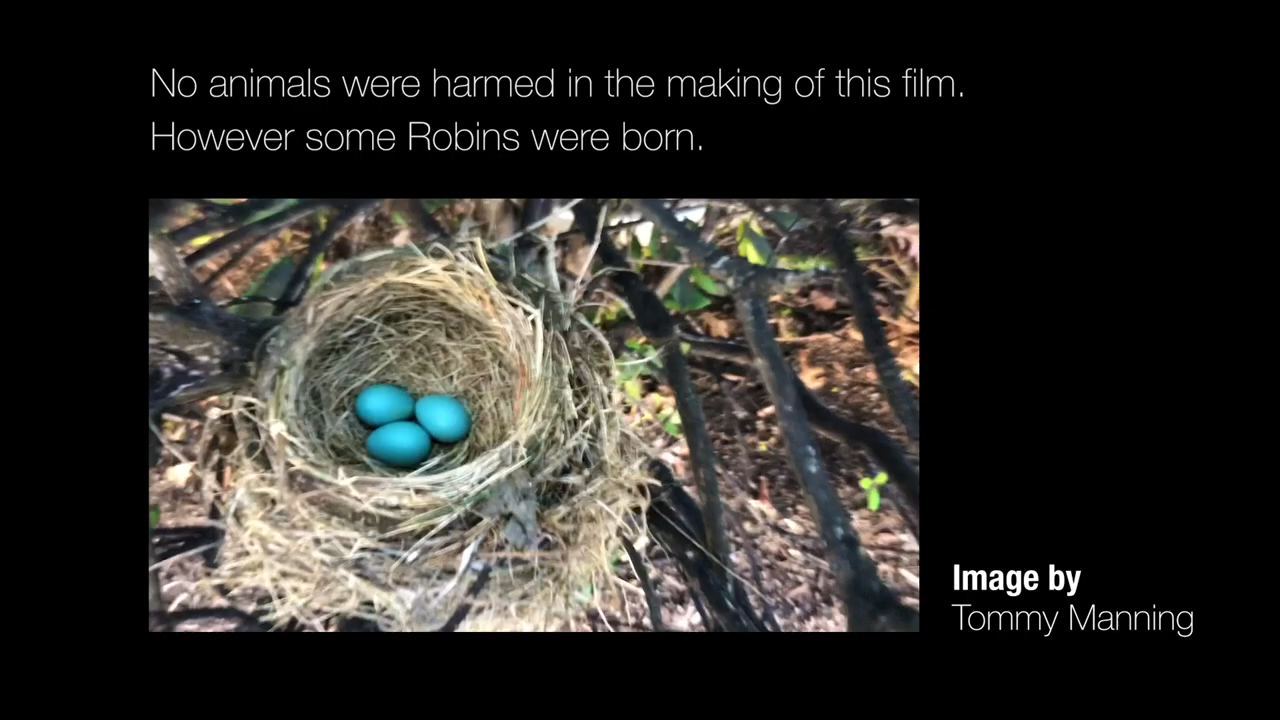 No animals were harmed in the making of this film.
However some Robins were born.
Image by
Tommy Manning